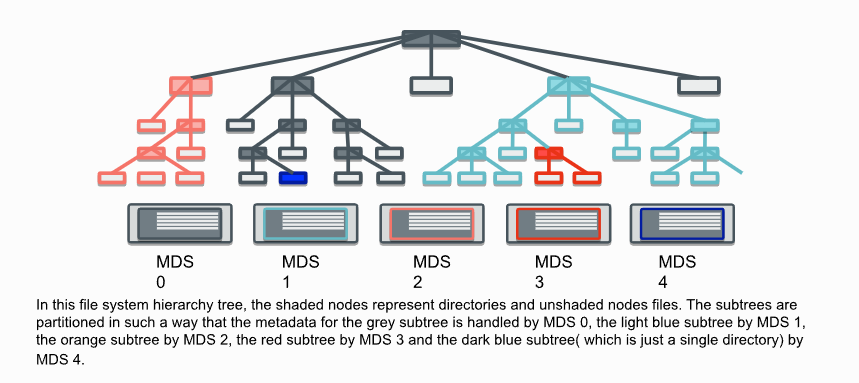 MDS MDS MDS MDS MDS
0 1 2 3 4
In this file system hierarchy tree, the shaded nodes represent directories and unshaded nodes files. The subtrees are
partitioned in such a way that the metadata for the grey subtree is handled by MDS 0, the light blue subtree by MDS 1,
the orange subtree by MDS 2, the red subtree by MDS 3 and the dark blue subtree( which is just a single directory) by
MDS 4.